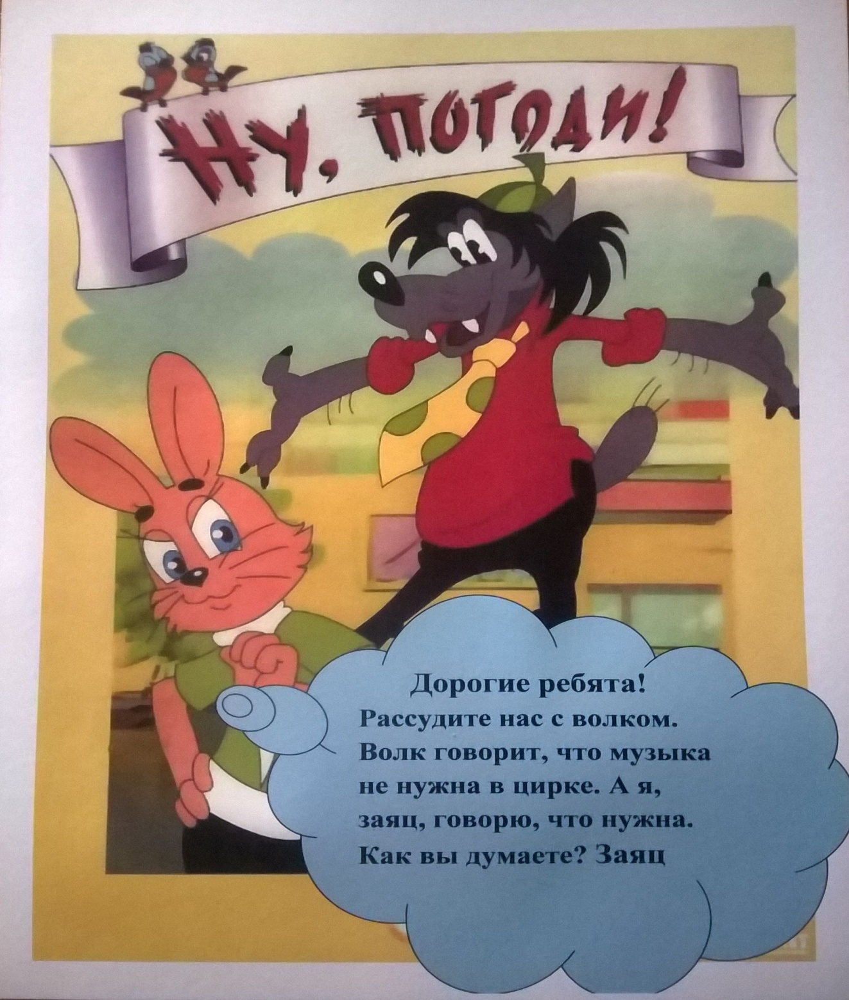 Ну, погоди!
Дорогие ребята!
Рассудите нас с волком.
Волк говорит, что музыка
не нужна в цирке. А я,
заяц, говорю, что нужна.
Как вы думаете? Заяц